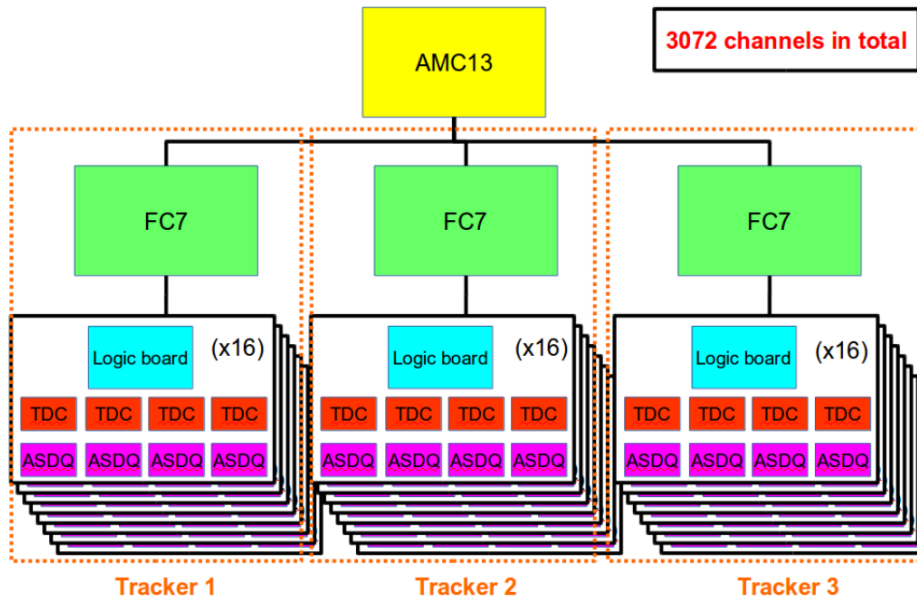 AMC13
3072 channels in total
FC7
FC7
FC7
Logic board
(x16)
Logic board
(x16)
Logic board
(x16)
TDC TDC TDC TDC
TDC TDC TDC TDC
TDC TDC TDC TDC
ASDQ ASDQ ASDQ ASDQ
ASDQ ASDQ ASDQ ASDQ
ASDQ ASDQ ASDQ ASDQ
Tracker 1
Tracker 2
Tracker 3